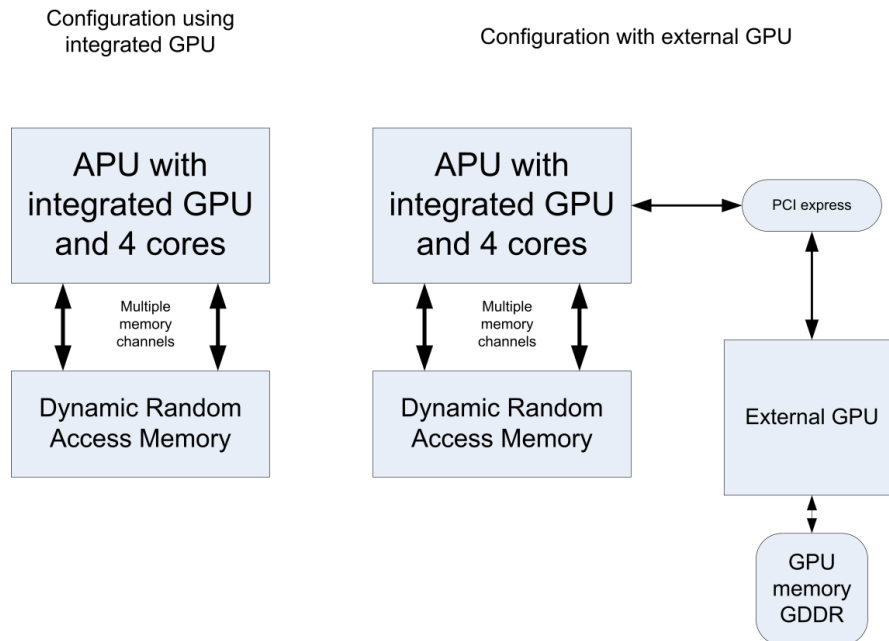 Configuration using
integrated GPU
Configuration with external GPU
APU with
integrated GPU
and 4 cores
Multiple
memory
channels
Dynamic Random
Access Memory
APU with
integrated GPU
and 4 cores
Multiple
memory
channels
Dynamic Random
Access Memory
PCI express
External GPU
GPU
memory
GDDR